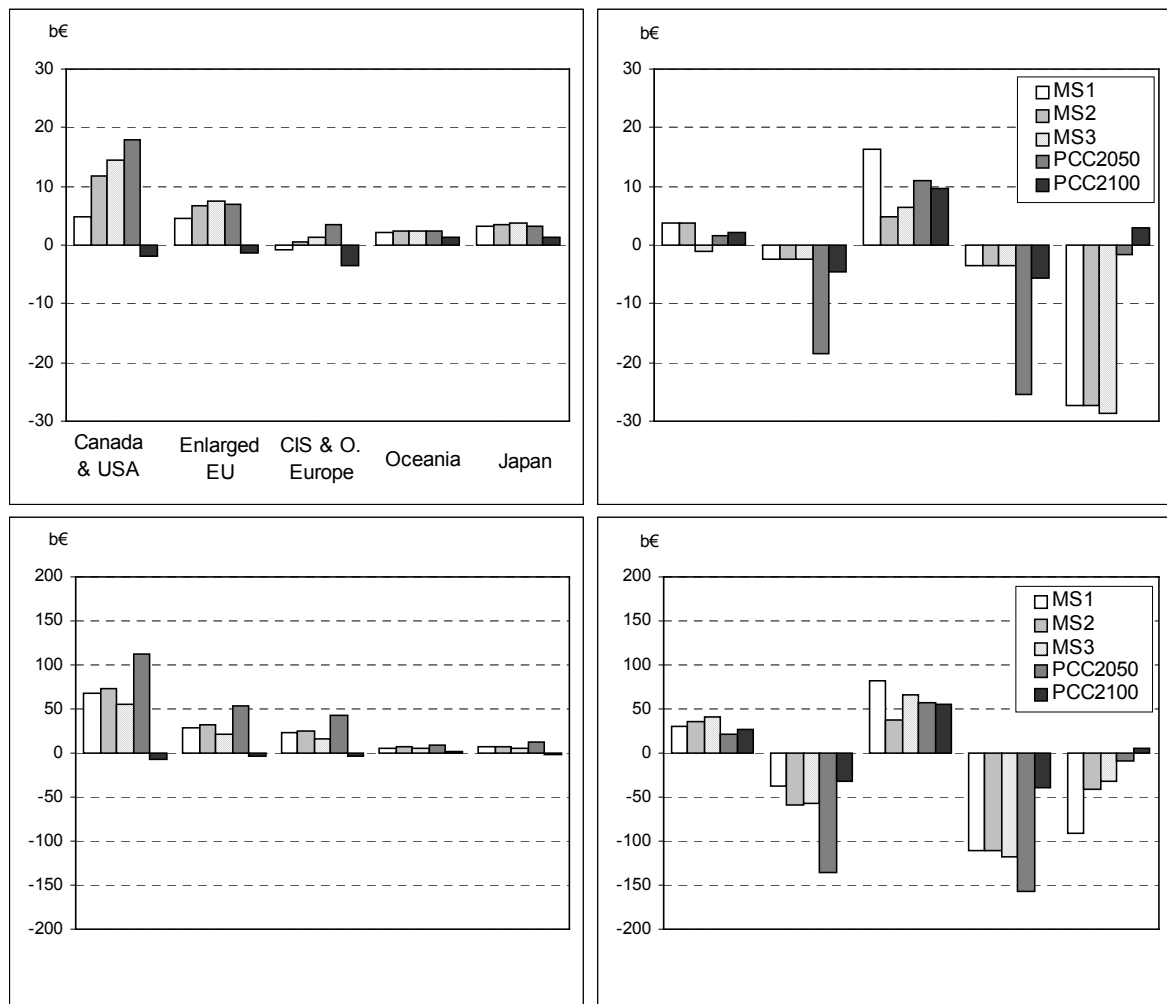 b€
30
20
10
0
-10
-20
-30
Canada & USA
Enlarged EU
CIS & O. Europe
Oceania
Japan
b€
30
20
10
0
-10
-20
-30
MS1
MS2
MS3
PCC2050
PCC2100
b€
200
150
100
50
0
-50
-100
-150
-200
b€
200
150
100
50
0
-50
-100
-150
-200
MS1
MS2
MS3
PCC2050
PCC2100